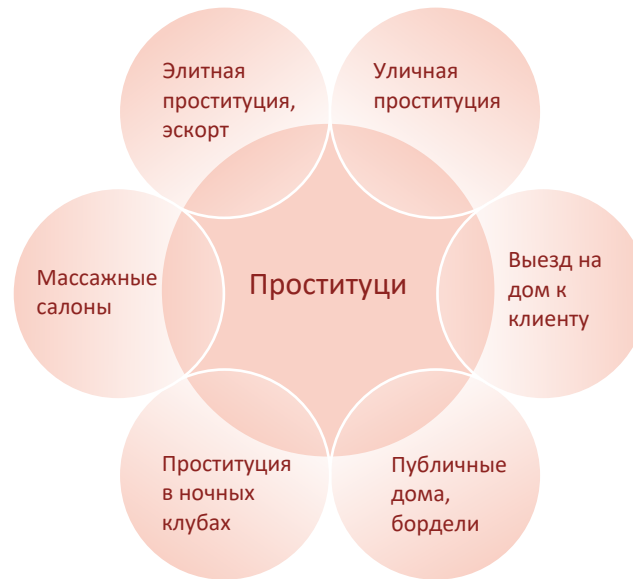 Элитная
проституция,
эскорт
Уличная
проституция
Массажные
салоны
Проституци
Выезд на
дом к
клиенту
Проституция
в ночных
клубах
Публичные
дома,
бордели